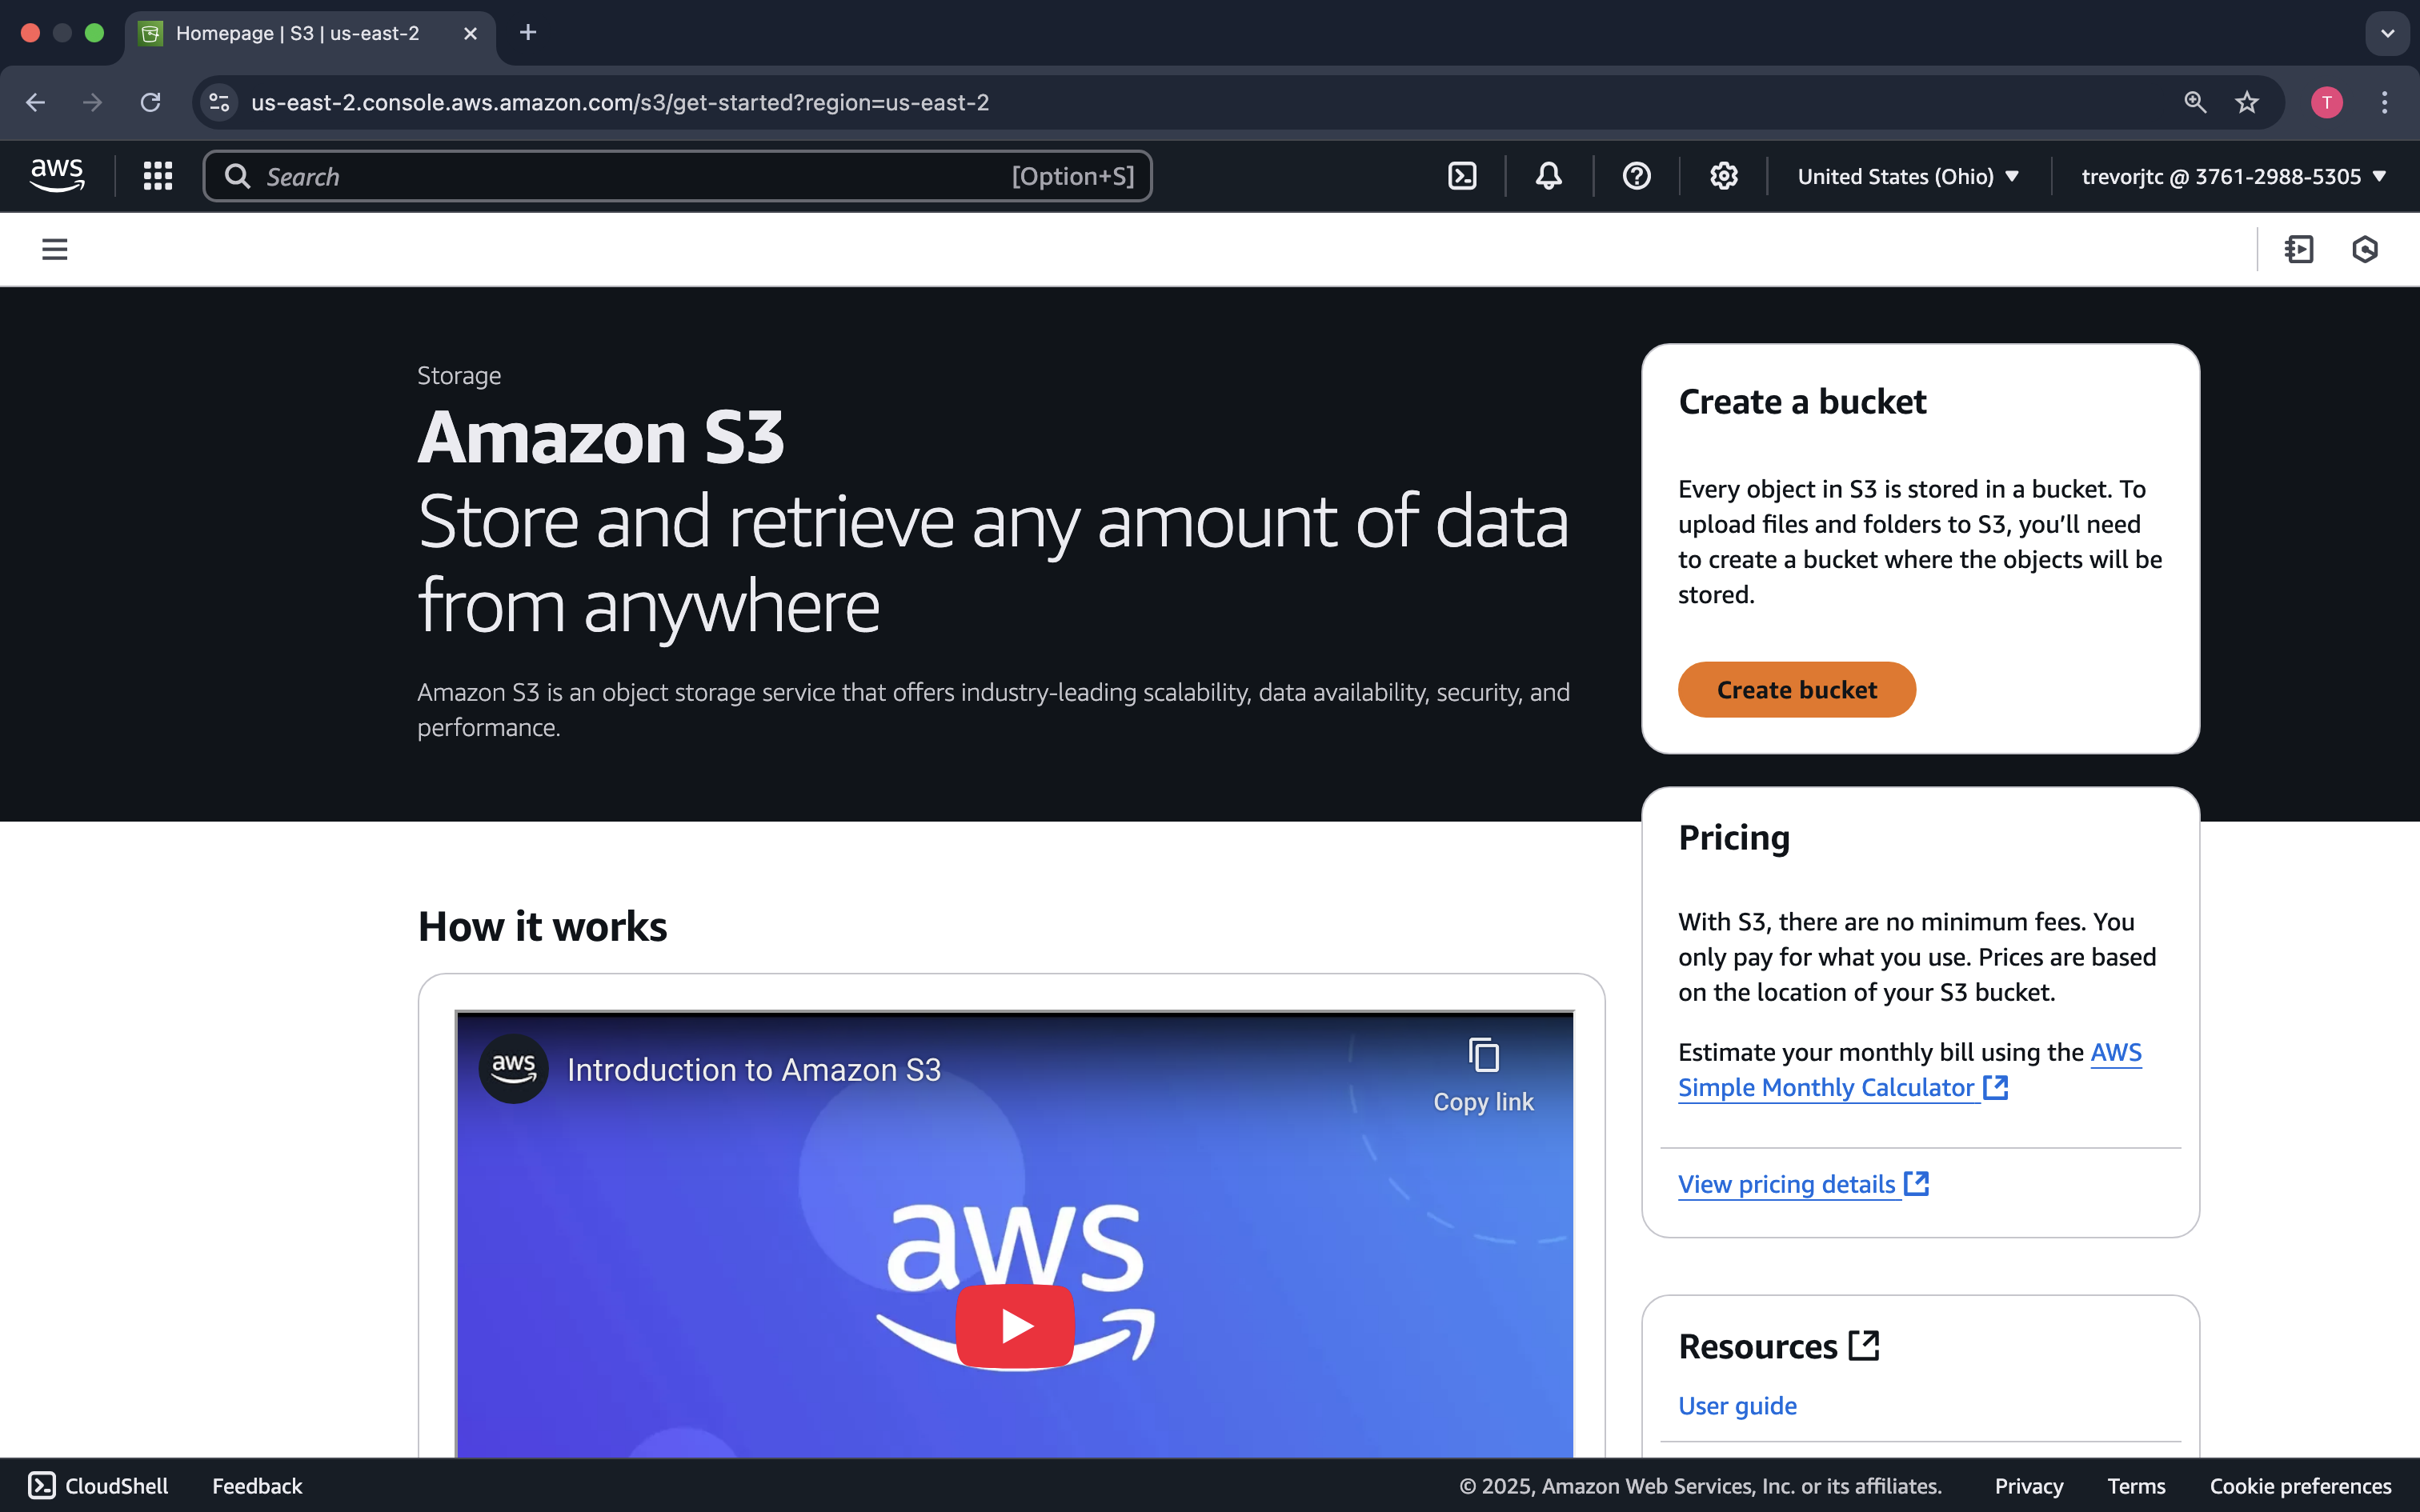 Homepage | S3 | us-east-2
us-east-2.console.aws.amazon.com/s3/get-started?region=us-east-2
T
aws
Search
[Option+S]
United States (Ohio)
trevorjtc @ 3761-2988-5305
Storage
Amazon S3
Store and retrieve any amount of data
from anywhere
Amazon S3 is an object storage service that offers industry-leading scalability, data availability, security, and
performance.
Create a bucket
Every object in S3 is stored in a bucket. To
upload files and folders to S3, you’ll need
to create a bucket where the objects will be
stored.
Create bucket
Pricing
With S3, there are no minimum fees. You
only pay for what you use. Prices are based
on the location of your S3 bucket.
Estimate your monthly bill using the AWS
Simple Monthly Calculator
View pricing details
How it works
aws
Introduction to Amazon S3
Copy link
aws
Resources
User guide
CloudShell
Feedback
© 2025, Amazon Web Services, Inc. or its affiliates.
Privacy
Terms
Cookie preferences